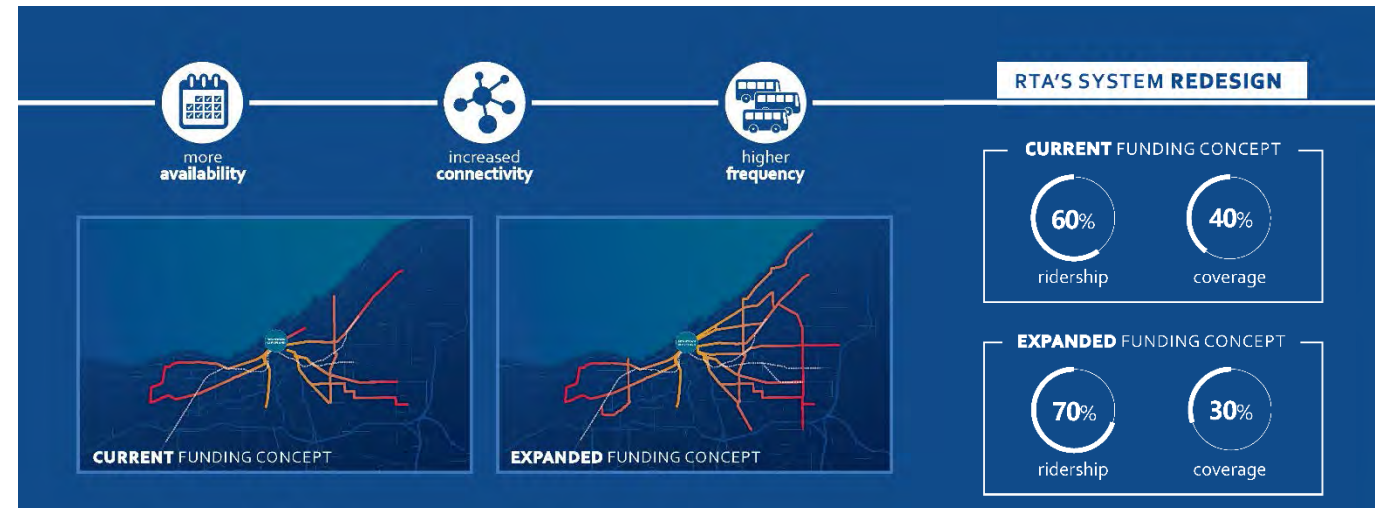 more
availability
increased
connectivity
higher
frequency
RTA'S SYSTEM REDESIGN
CURRENT FUNDING CONCEPT
60%
ridership
40%
coverage
EXPANDED FUNDING CONCEPT
70%
ridership
30%
coverage
CURRENT FUNDING CONCEPT
EXPANDED FUNDING CONCEPT